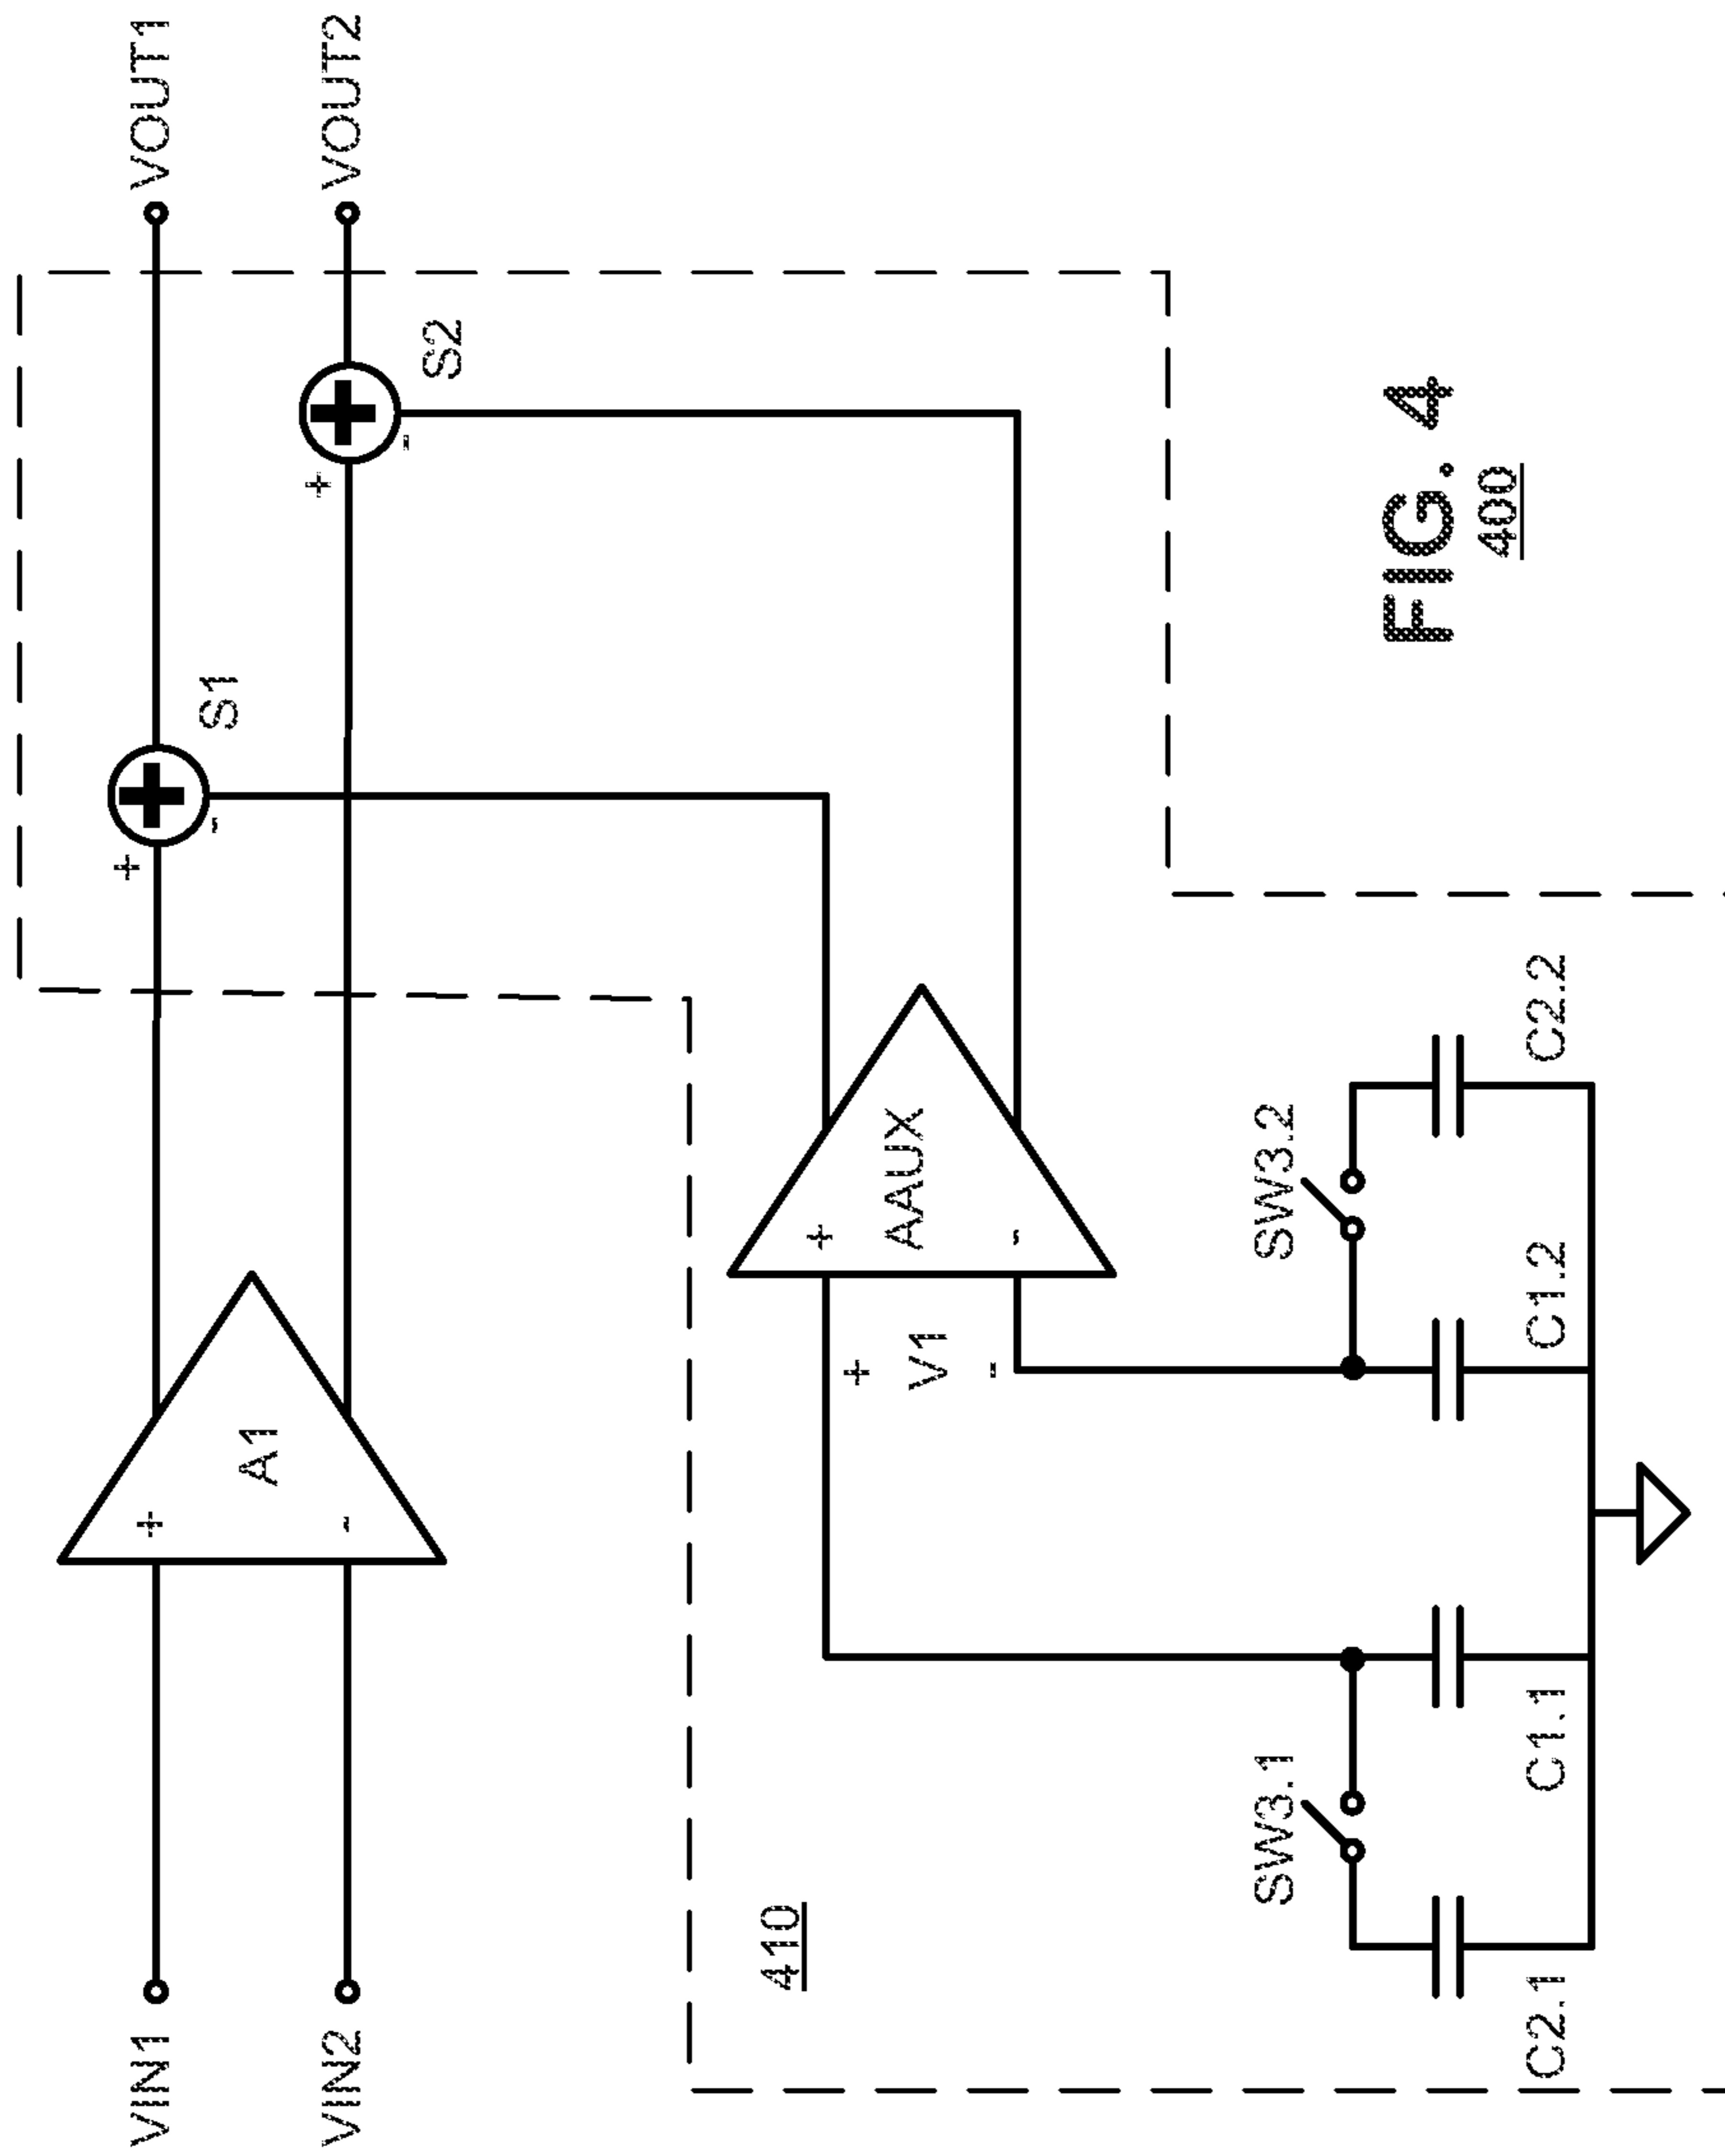 VIN1
VIN2
+
-
A1
+
-
S1
+
-
S2
VOUT1
VOUT2
410
+
V1
-
+
-
AAUX
SW3.1
SW3.2
C2.1
C1.1
C1.2
C2.2
FIG. 4
400